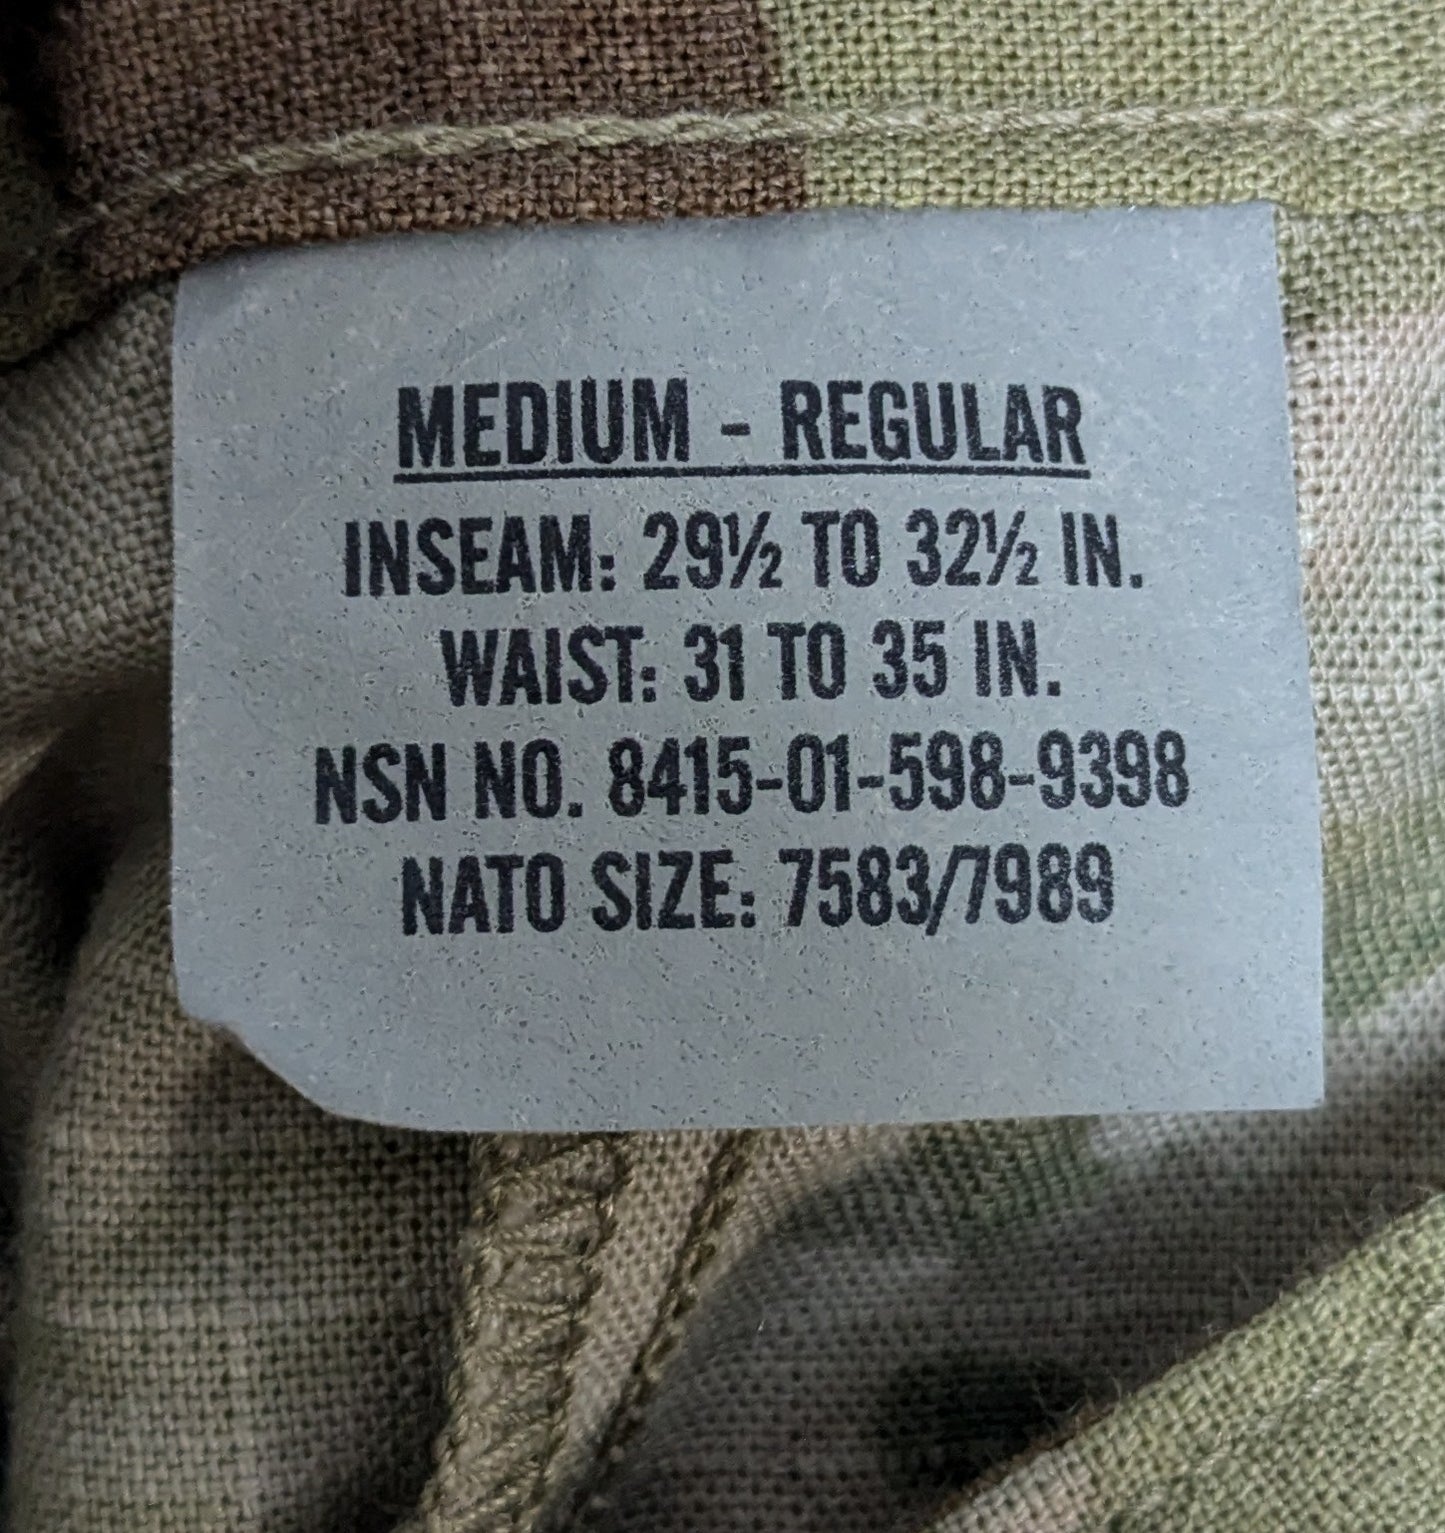 MEDIUM - REGULAR
INSEAM: 29½ TO 32½ IN.
WAIST: 31 TO 35 IN.
NSN NO. 8415-01-598-9398
NATO SIZE: 7583/7989